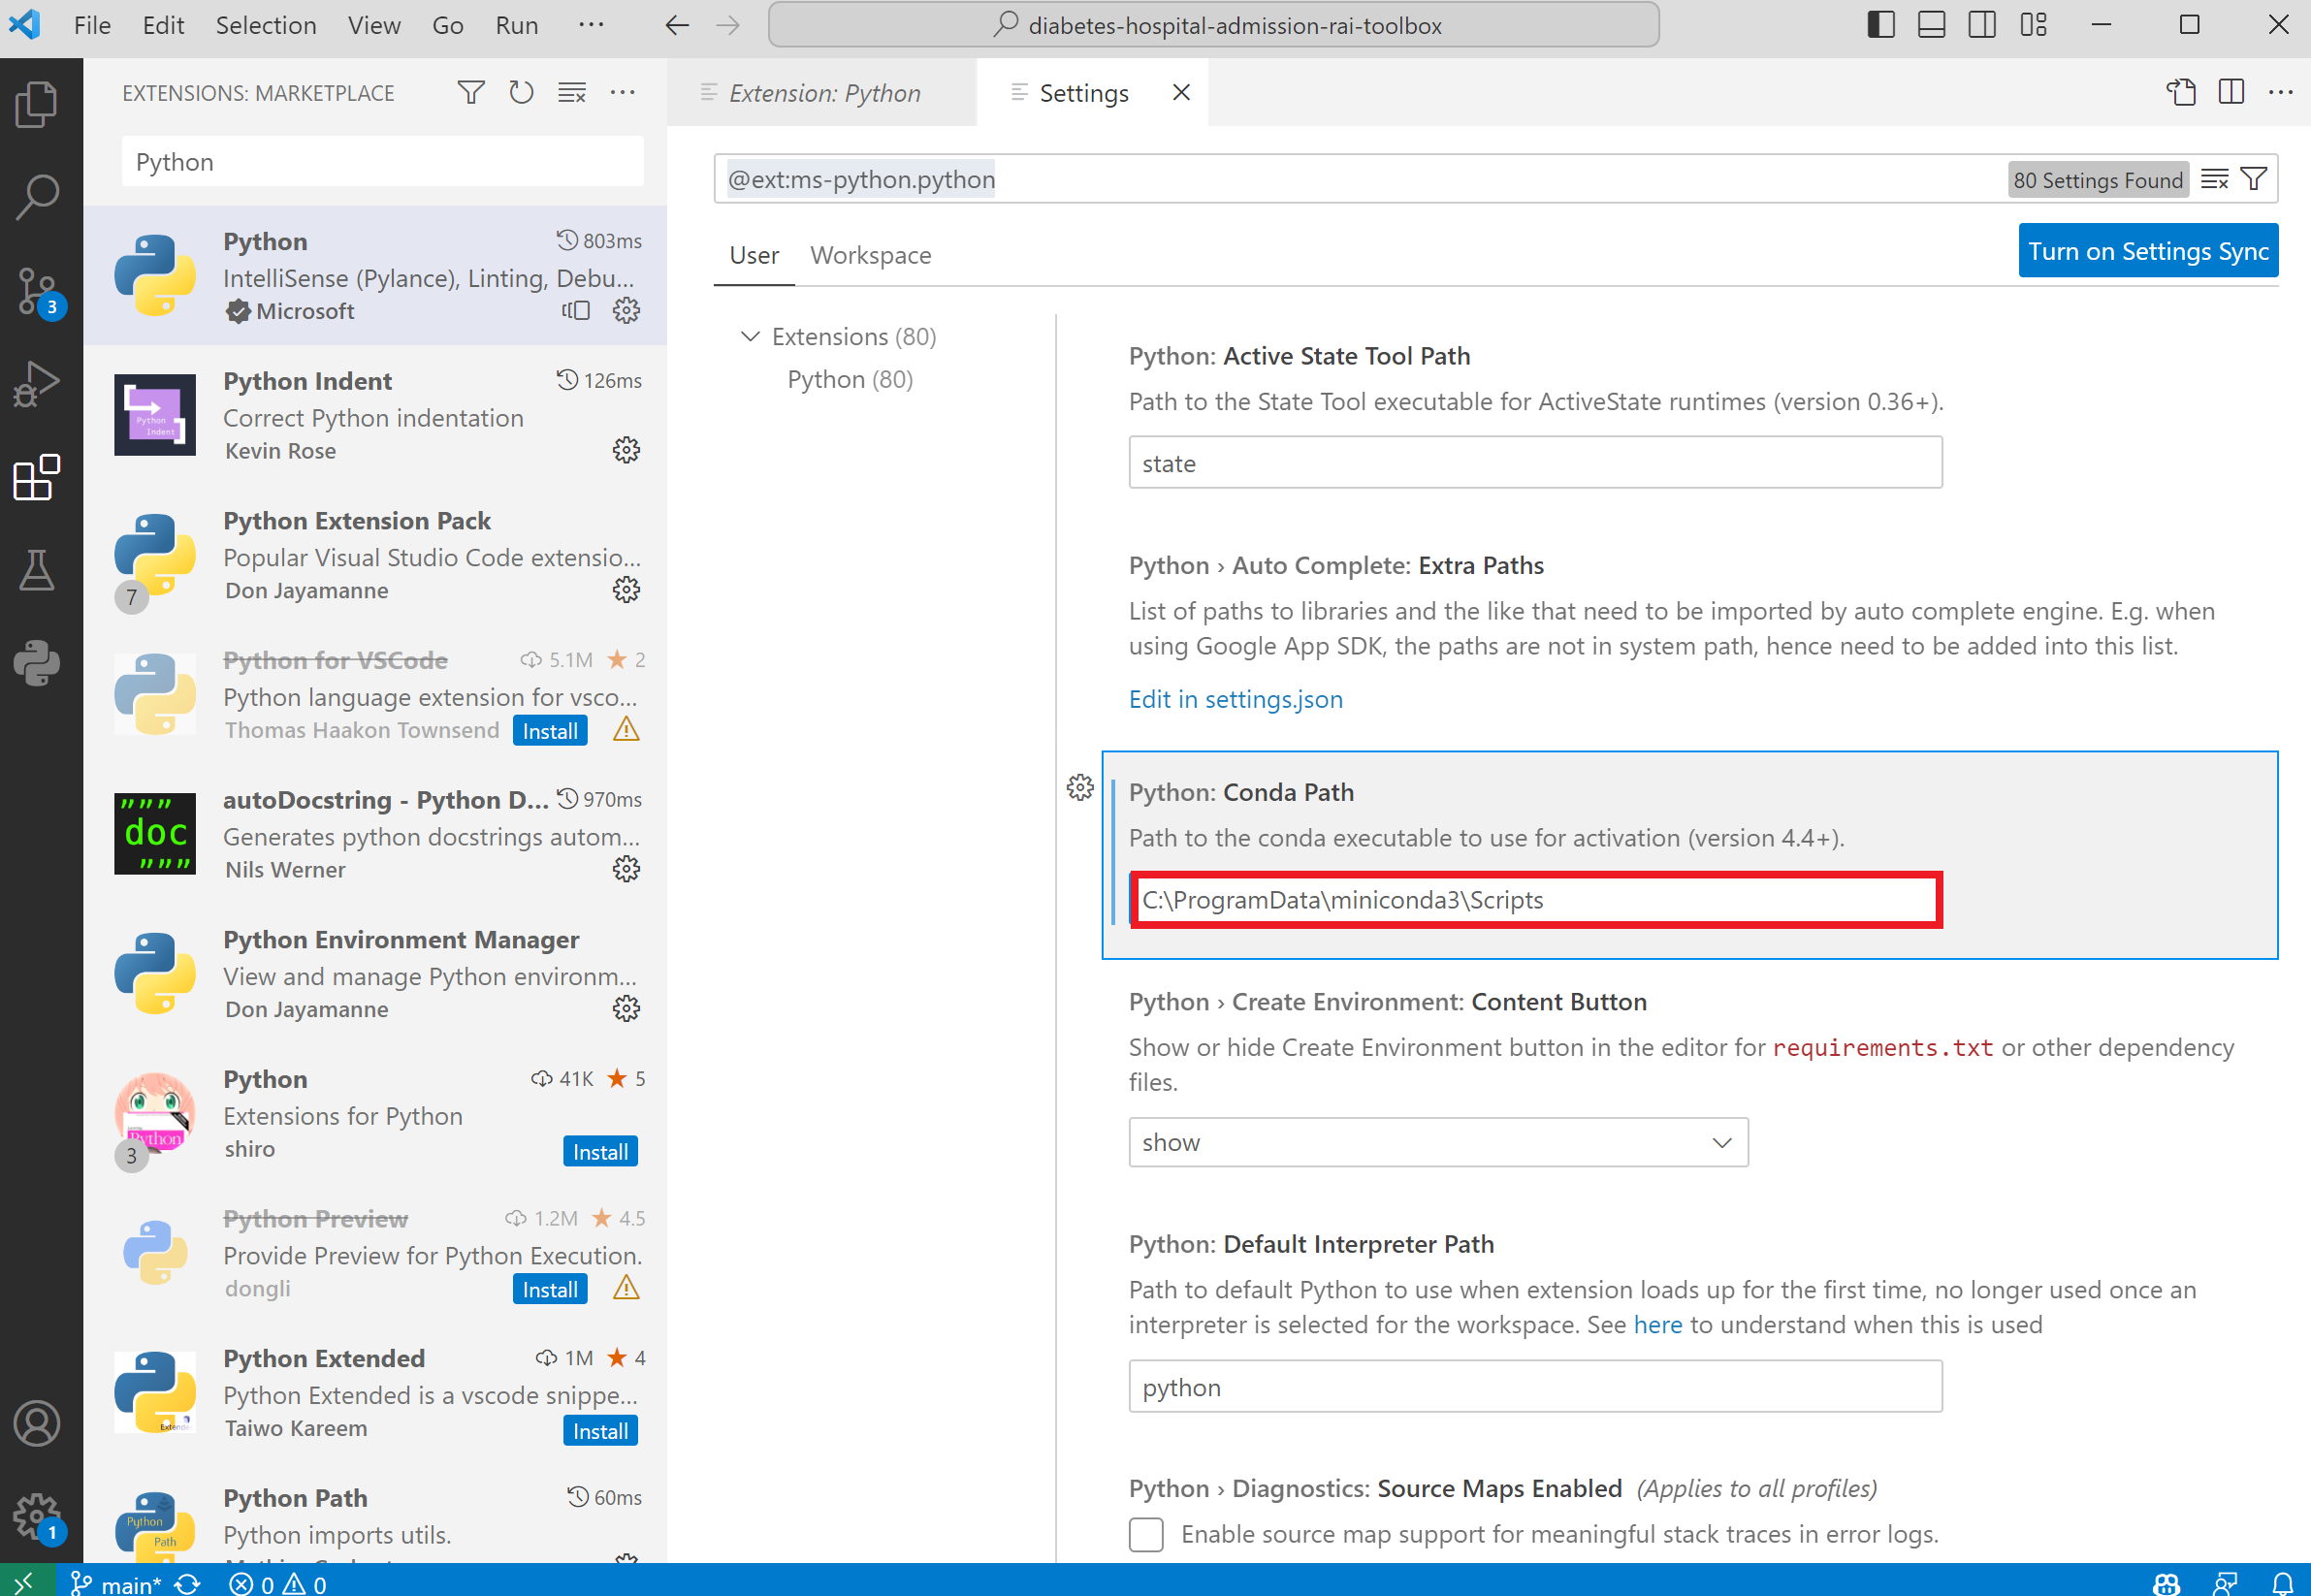 File Edit Selection View Go Run ··· diabetes-hospital-admission-rai-toolbox
EXTENSIONS: MARKETPLACE
Python
Python 803ms
IntelliSense (Pylance), Linting, Debu...
Microsoft
Python Indent 126ms
Correct Python indentation
Kevin Rose
Python Indent
Python Extension Pack
Popular Visual Studio Code extensio...
Don Jayamanne
7
Python for VSCode 5.1M 2
Python language extension for vsco...
Thomas Haakon Townsend Install
autoDocstring - Python D... 970ms
Generates python docstrings autom...
Nils Werner
"""
doc
"""
Python Environment Manager
View and manage Python environm...
Don Jayamanne
Python 41K 5
Extensions for Python
shiro Install
Python
3
Python Preview 1.2M 4.5
Provide Preview for Python Execution.
dongli Install
Python Extended 1M 4
Python Extended is a vscode snippe...
Taiwo Kareem Install
Python Path 60ms
Python imports utils.
Python
Path
3
1
Extension: Python Settings
@ext:ms-python.python 80 Settings Found
User Workspace Turn on Settings Sync
Extensions (80)
Python (80)
Python: Active State Tool Path
Path to the State Tool executable for ActiveState runtimes (version 0.36+).
state
Python › Auto Complete: Extra Paths
List of paths to libraries and the like that need to be imported by auto complete engine. E.g. when
using Google App SDK, the paths are not in system path, hence need to be added into this list.
Edit in settings.json
Python: Conda Path
Path to the conda executable to use for activation (version 4.4+).
C:\ProgramData\miniconda3\Scripts
Python › Create Environment: Content Button
Show or hide Create Environment button in the editor for requirements.txt or other dependency
files.
show
Python: Default Interpreter Path
Path to default Python to use when extension loads up for the first time, no longer used once an
interpreter is selected for the workspace. See here to understand when this is used
python
Python › Diagnostics: Source Maps Enabled (Applies to all profiles)
Enable source map support for meaningful stack traces in error logs.
main* 0 0